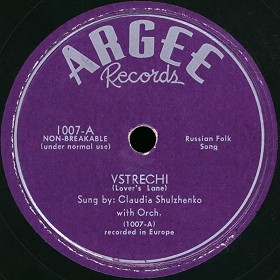 ARGEE
Records
1007-A
NON-BREAKABLE
(under normal use)
Russian Folk
Song
VSTRECHI
(Lover's Lane)
Sung by: Claudia Shulzhenko
with Orch.
(1007-A)
recorded in Europe